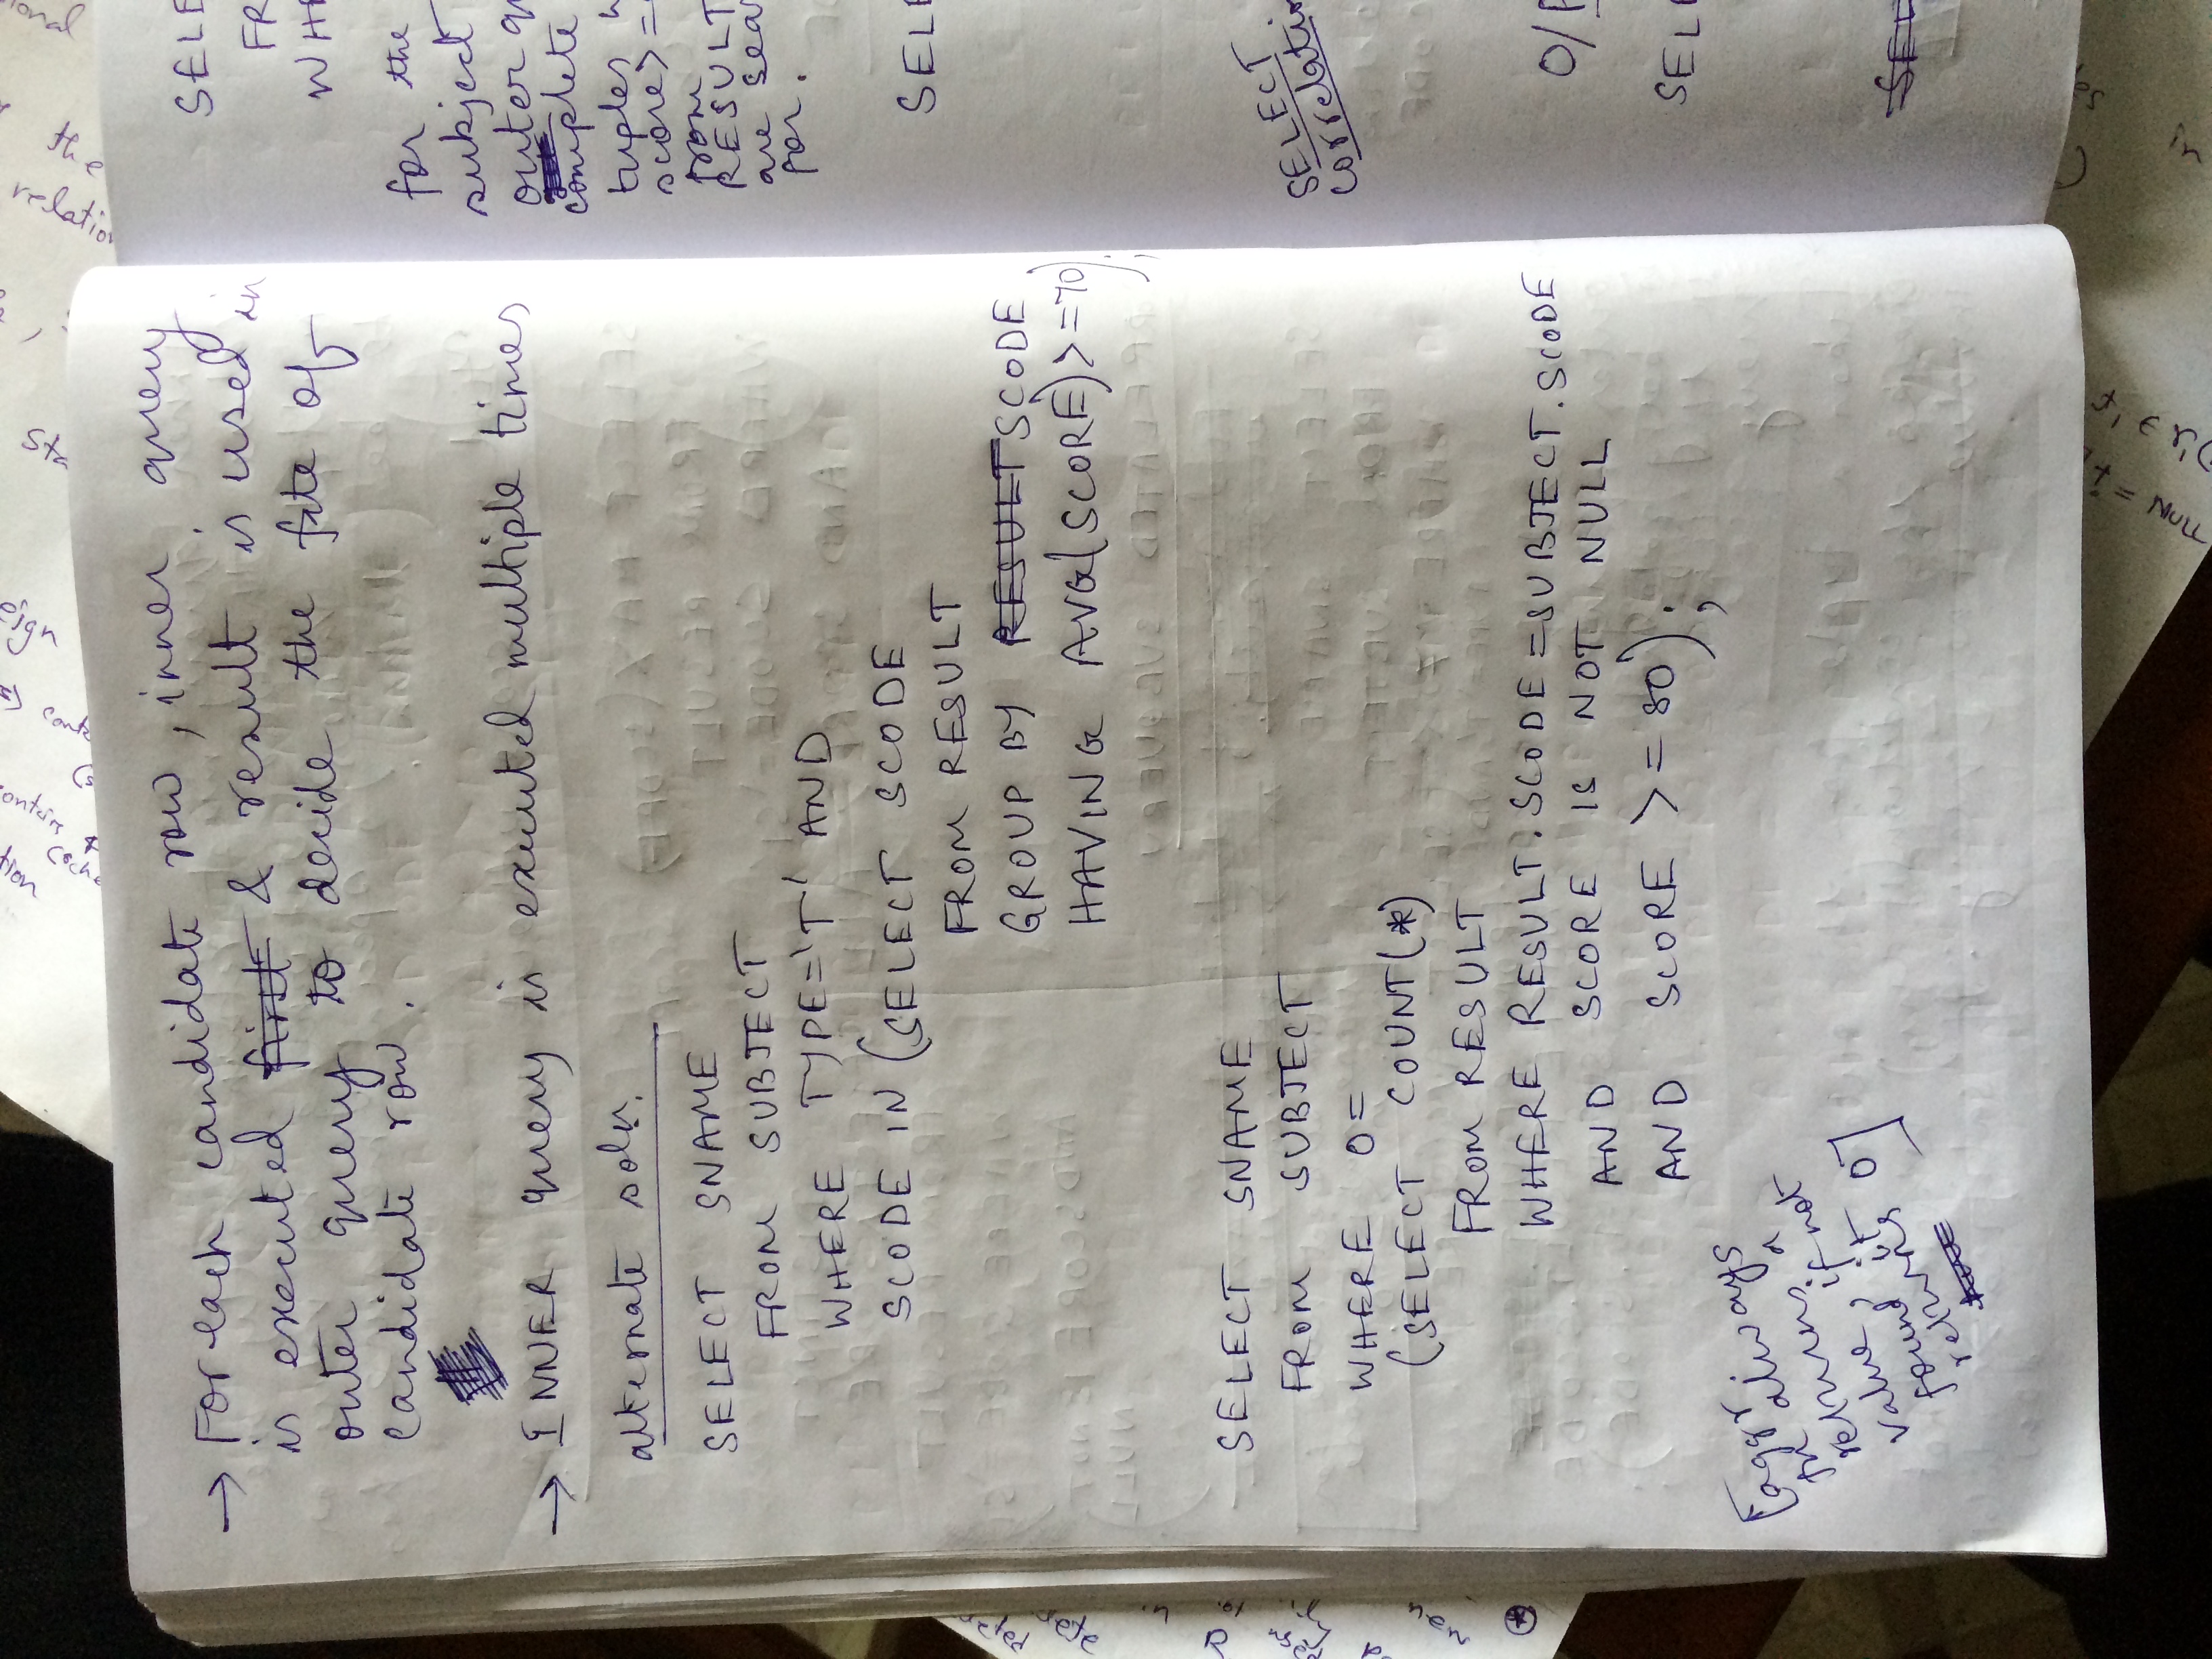 → For each candidate row, inner query
is executed first & result is used in
outer query to decide the fate of
candidate row.
→ INNER query is executed multiple times
alternate soln.
SELECT SNAME
FROM SUBJECT
WHERE TYPE='T' AND
SCODE IN (SELECT SCODE
FROM RESULT
GROUP BY RESULT SCODE
HAVING AVG(SCORE)>=70);
SELECT SNAME
FROM SUBJECT
WHERE 0=
(SELECT COUNT(*)
FROM RESULT
WHERE RESULT.SCODE=SUBJECT.SCODE
AND SCORE IS NOT NULL
AND SCORE >=80);
[aggr
fn always
returns a
value, if not
found it
returns 0]
SELE
FR
WHE
for the
subject
outer q
complete
tuples w
score>=
from
RESULT
are sear
for.
SELE
SELECT
correlation
O/P
SELE
SEL